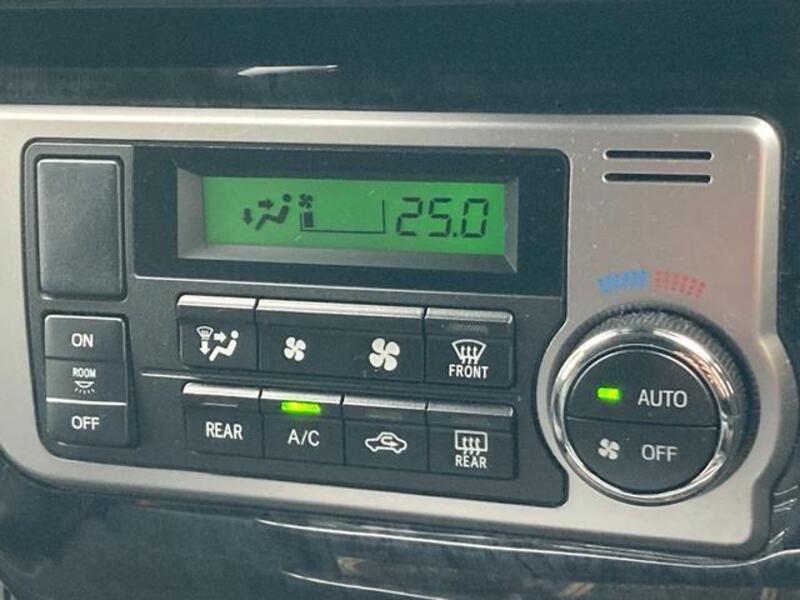 25.0
ON
ROOM
OFF
FRONT
REAR
A/C
REAR
AUTO
OFF